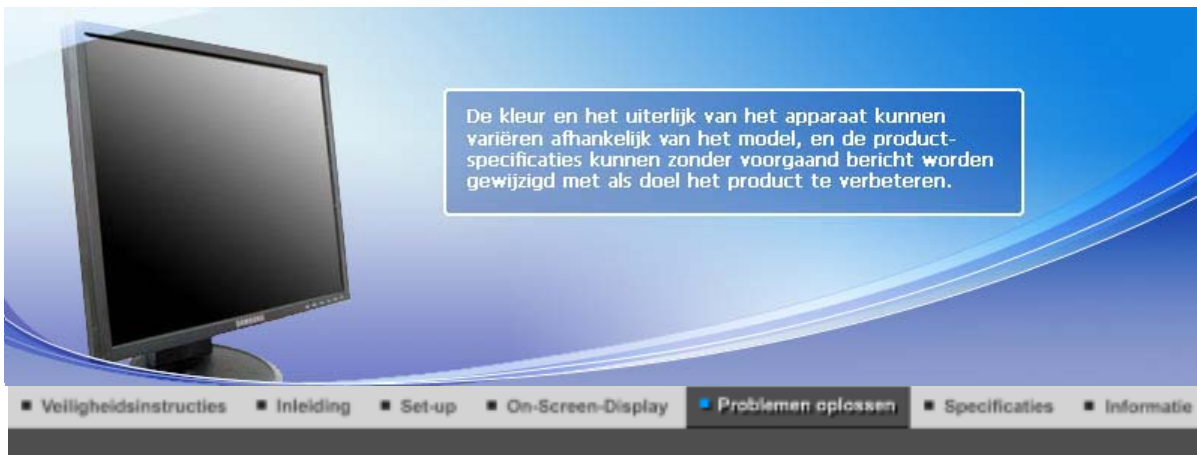 De kleur en het uiterlijk van het apparaat kunnen
variëren afhankelijk van het model, en de product-
specificaties kunnen zonder voorgaand bericht worden
gewijzigd met als doel het product te verbeteren.
SAMSUNG
Veiligheidsinstructies Inleiding Set-up On-Screen-Display Problemen oplossen Specificaties Informatie